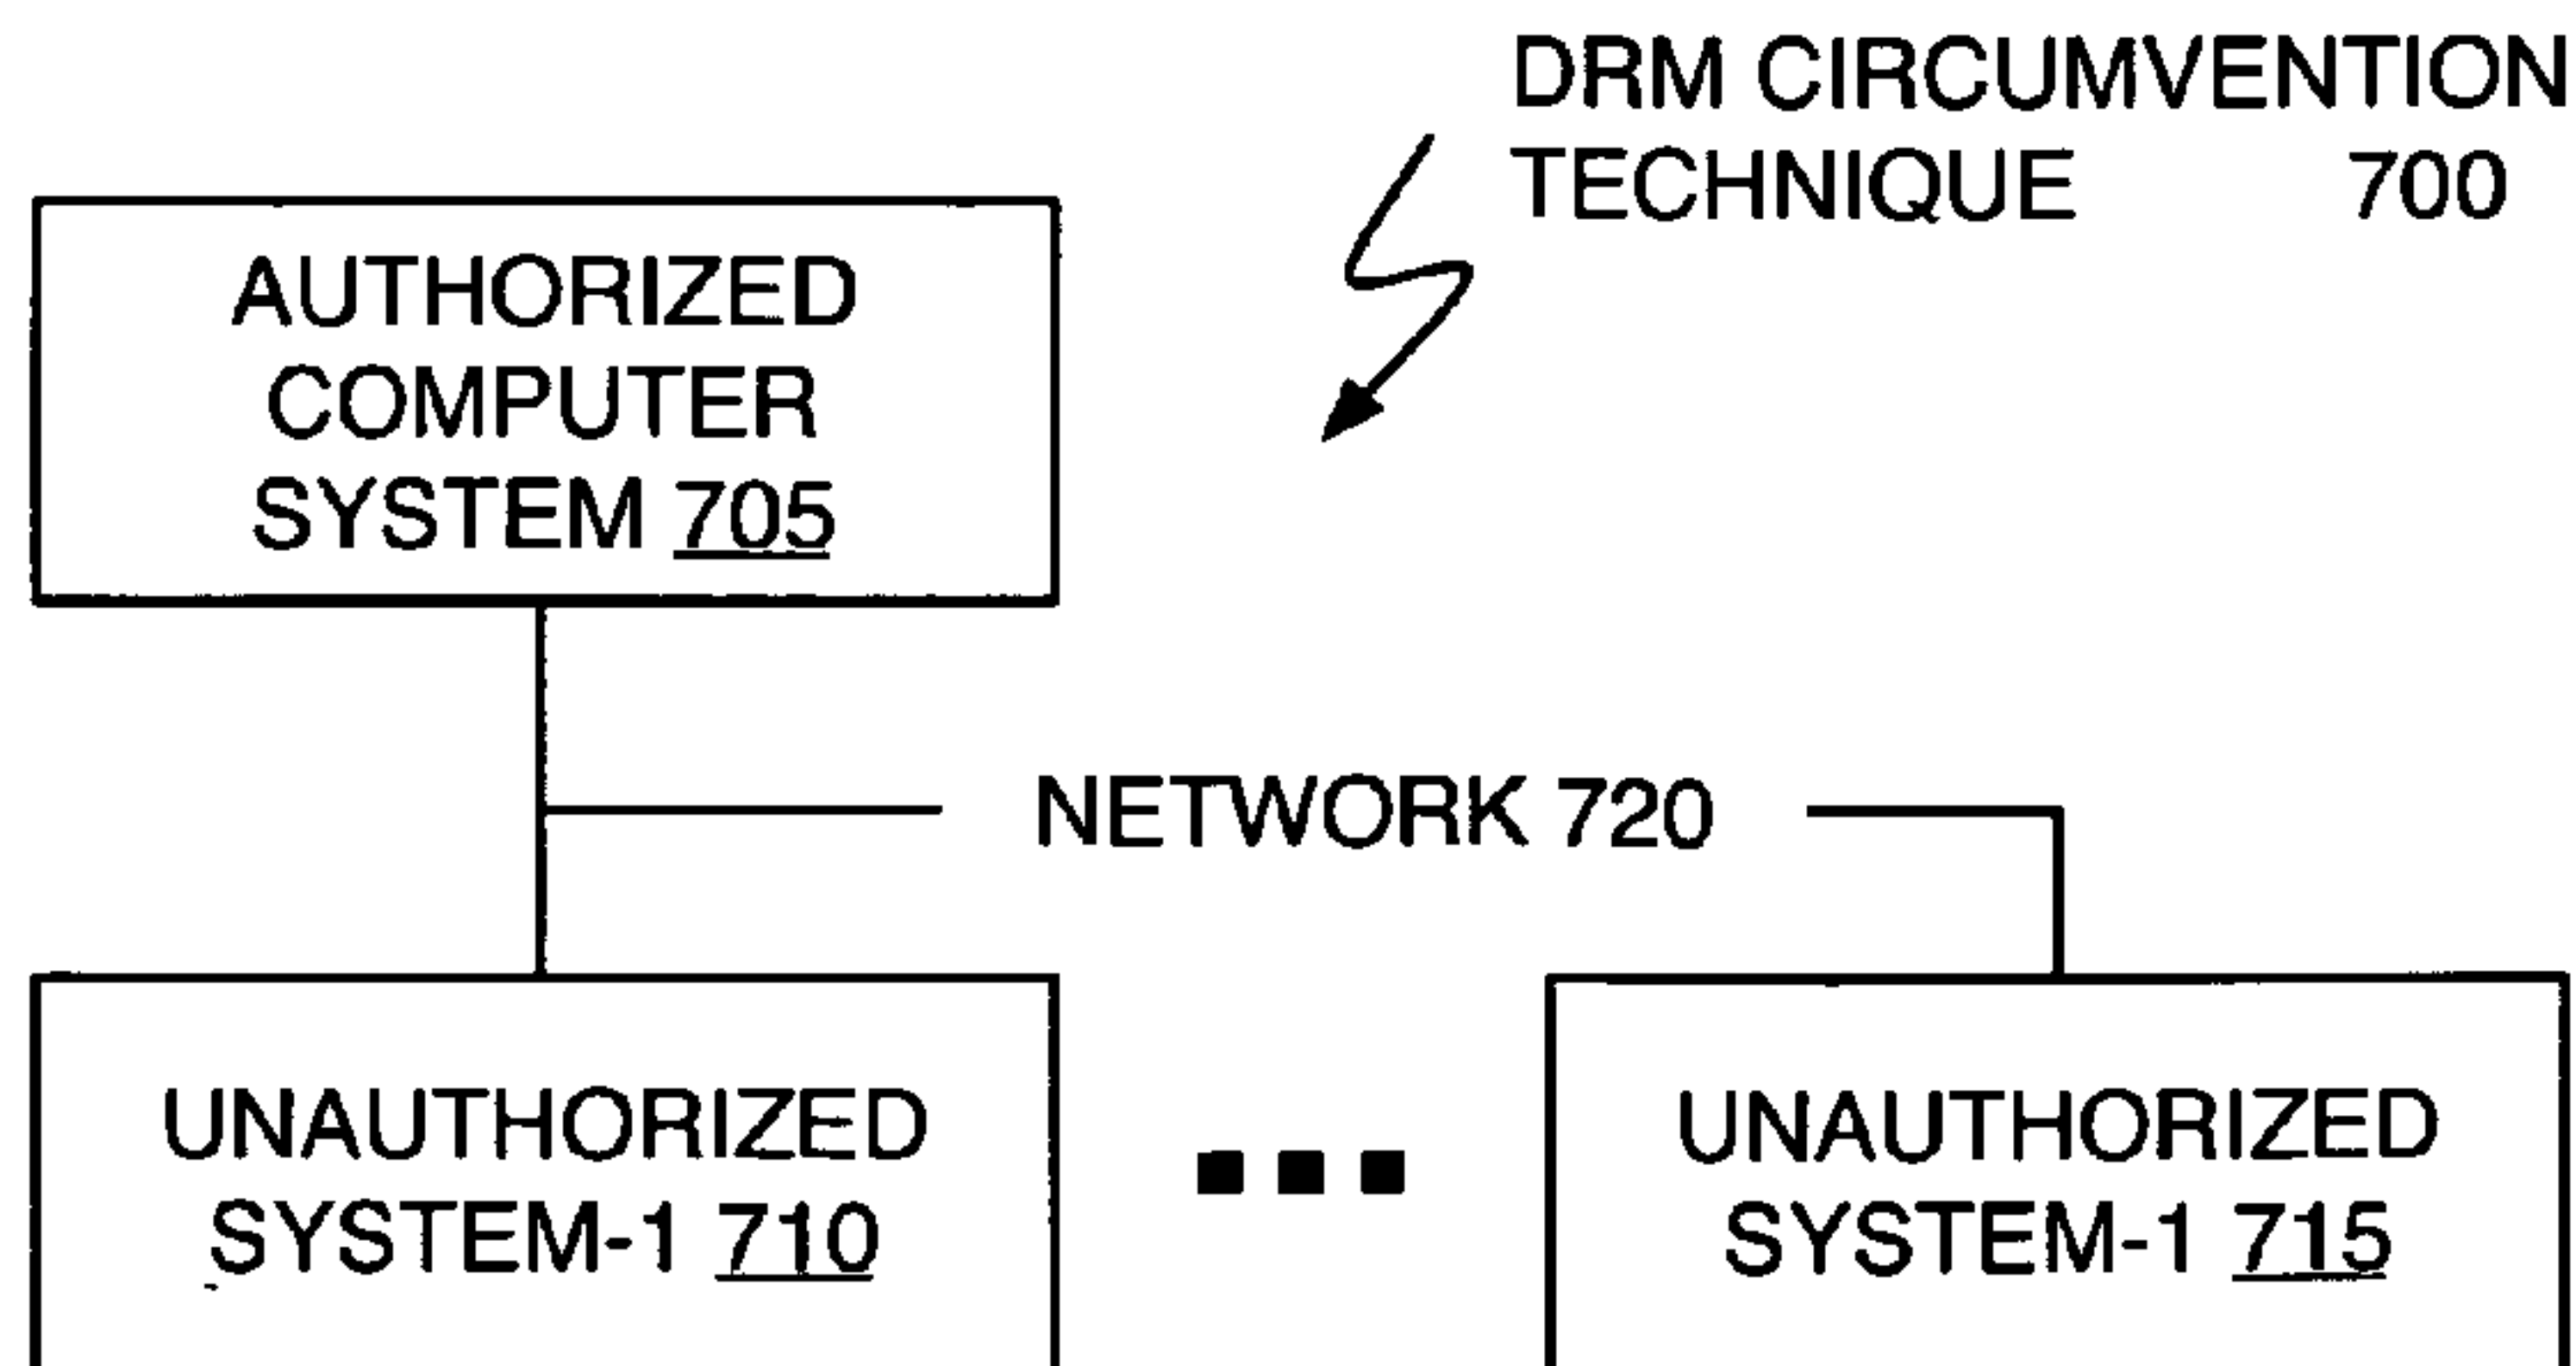 DRM CIRCUMVENTION
TECHNIQUE 700
AUTHORIZED
COMPUTER
SYSTEM 705
NETWORK 720
UNAUTHORIZED
SYSTEM-1 710
UNAUTHORIZED
SYSTEM-1 715